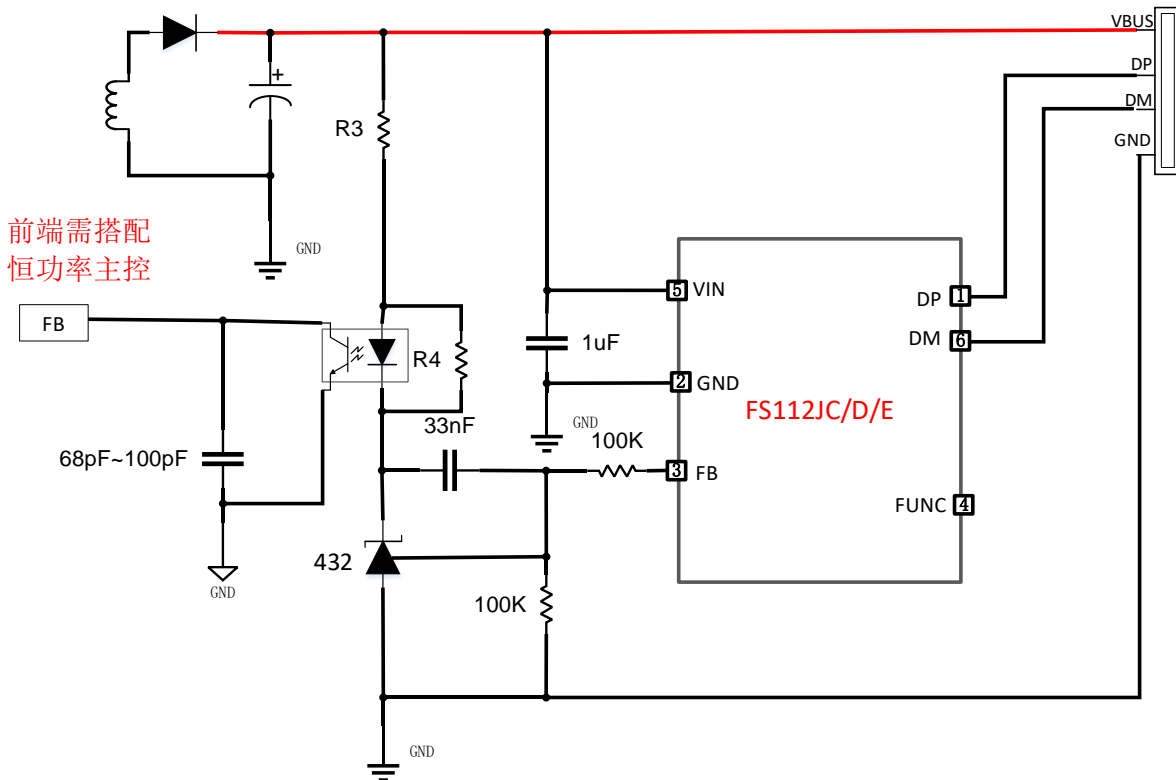 VBUS
DP
DM
GND
R3
前端需搭配
恒功率主控
GND
FB
R4
1uF
5
VIN
DP
1
DM
6
2
GND
FS112JC/D/E
GND
33nF
100K
3
FB
68pF~100pF
FUNC
4
432
GND
100K
GND